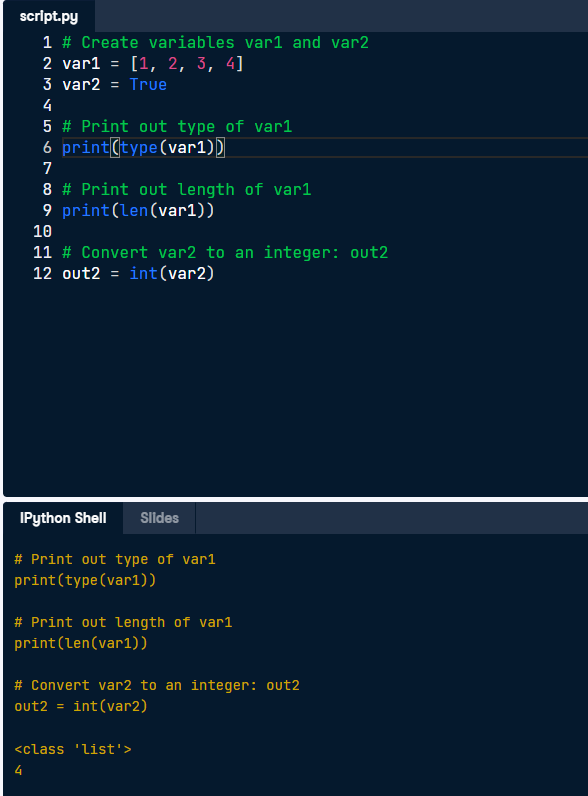 script.py
1 # Create variables var1 and var2
2 var1 = [1, 2, 3, 4]
3 var2 = True
4
5 # Print out type of var1
6 print(type(var1))
7
8 # Print out length of var1
9 print(len(var1))
10
11 # Convert var2 to an integer: out2
12 out2 = int(var2)
IPython Shell Slides
# Print out type of var1
print(type(var1))
# Print out length of var1
print(len(var1))
# Convert var2 to an integer: out2
out2 = int(var2)
<class 'list'>
4